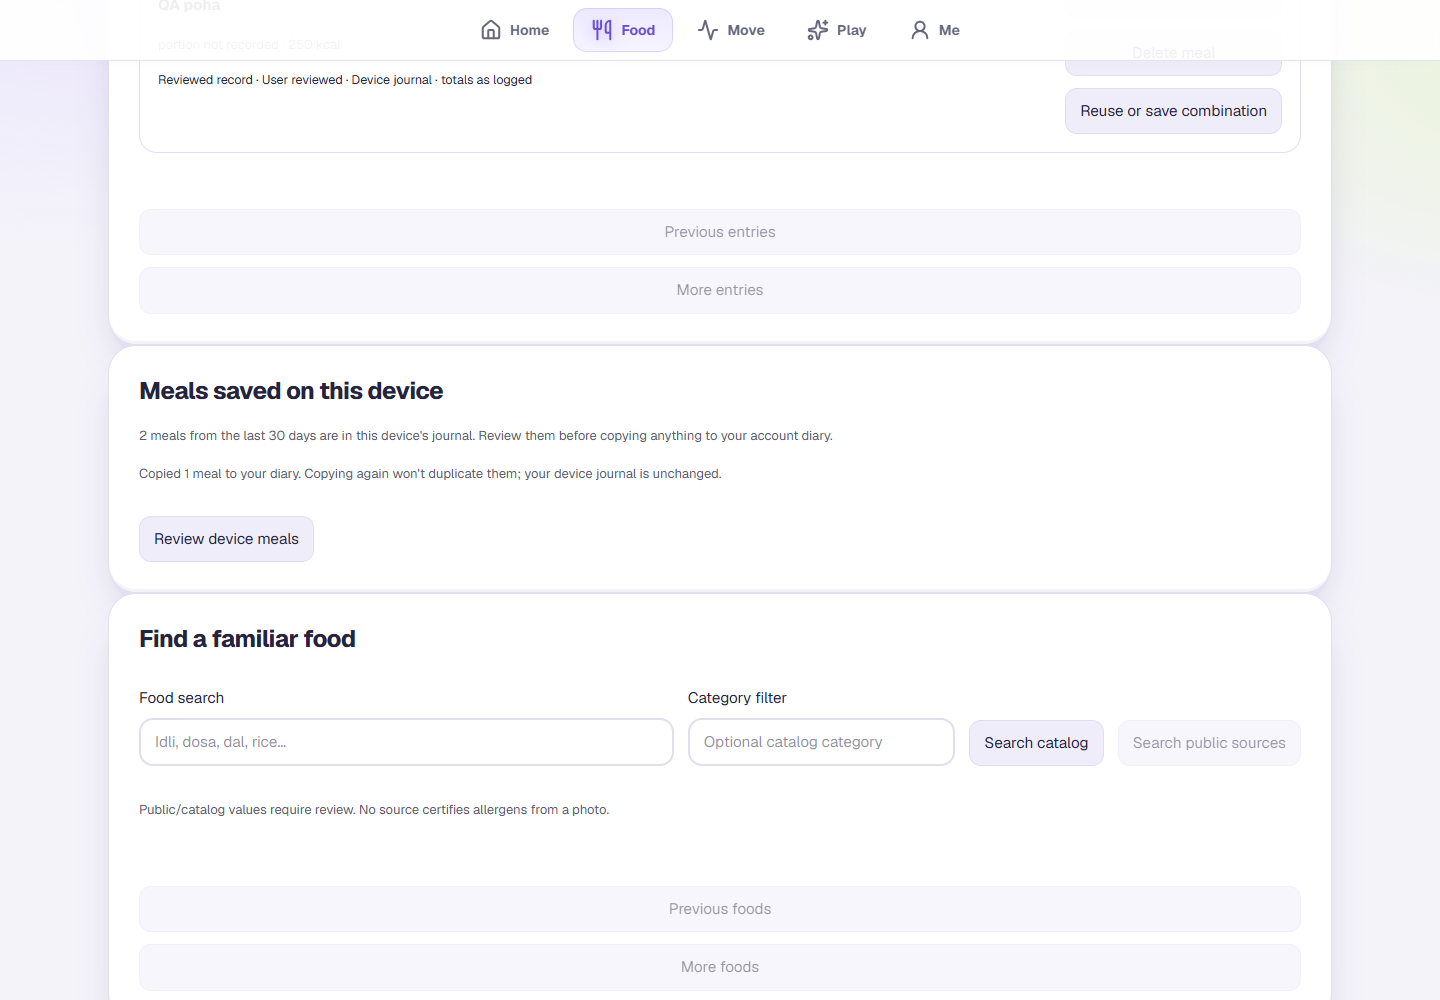 Home
Food
Move
Play
Me
QA poha
portion not recorded · 250 kcal
Delete meal
Reviewed record · User reviewed · Device journal · totals as logged
Reuse or save combination
Previous entries
More entries
Meals saved on this device
2 meals from the last 30 days are in this device's journal. Review them before copying anything to your account diary.
Copied 1 meal to your diary. Copying again won't duplicate them; your device journal is unchanged.
Review device meals
Find a familiar food
Food search
Category filter
Idli, dosa, dal, rice...
Optional catalog category
Search catalog
Search public sources
Public/catalog values require review. No source certifies allergens from a photo.
Previous foods
More foods